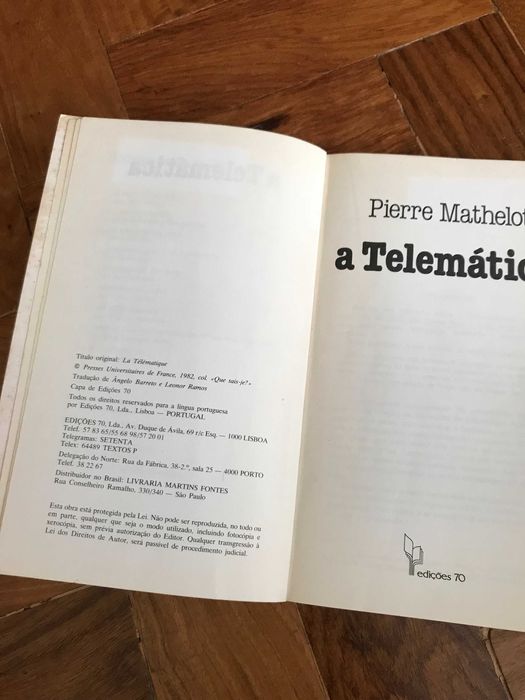 Título original: La Télématique
© Presses Universitaires de France, 1982, col. «Que sais-je?»
Tradução de Ângelo Barreto e Leonor Ramos
Capa de Edições 70
Todos os direitos reservados para a língua portuguesa
por Edições 70, Lda., Lisboa — PORTUGAL
EDIÇÕES 70, Lda., Av. Duque de Ávila, 69 r/c Esq. — 1000 LISBOA
Telef. 57 83 65/55 68 98/57 20 01
Telegramas: SETENTA
Telex: 64489 TEXTOS P
Delegação do Norte: Rua da Fábrica, 38-2.º, sala 25 — 4000 PORTO
Telef. 38 22 67
Distribuidor no Brasil: LIVRARIA MARTINS FONTES
Rua Conselheiro Ramalho, 330/340 — São Paulo
Esta obra está protegida pela Lei. Não pode ser reproduzida, no todo ou
em parte, qualquer que seja o modo utilizado, incluindo fotocópia e
xerocópia, sem prévia autorização do Editor. Qualquer transgressão à
Lei dos Direitos de Autor, será passível de procedimento judicial.
Pierre Mathelot
a Telemátic
edições 70